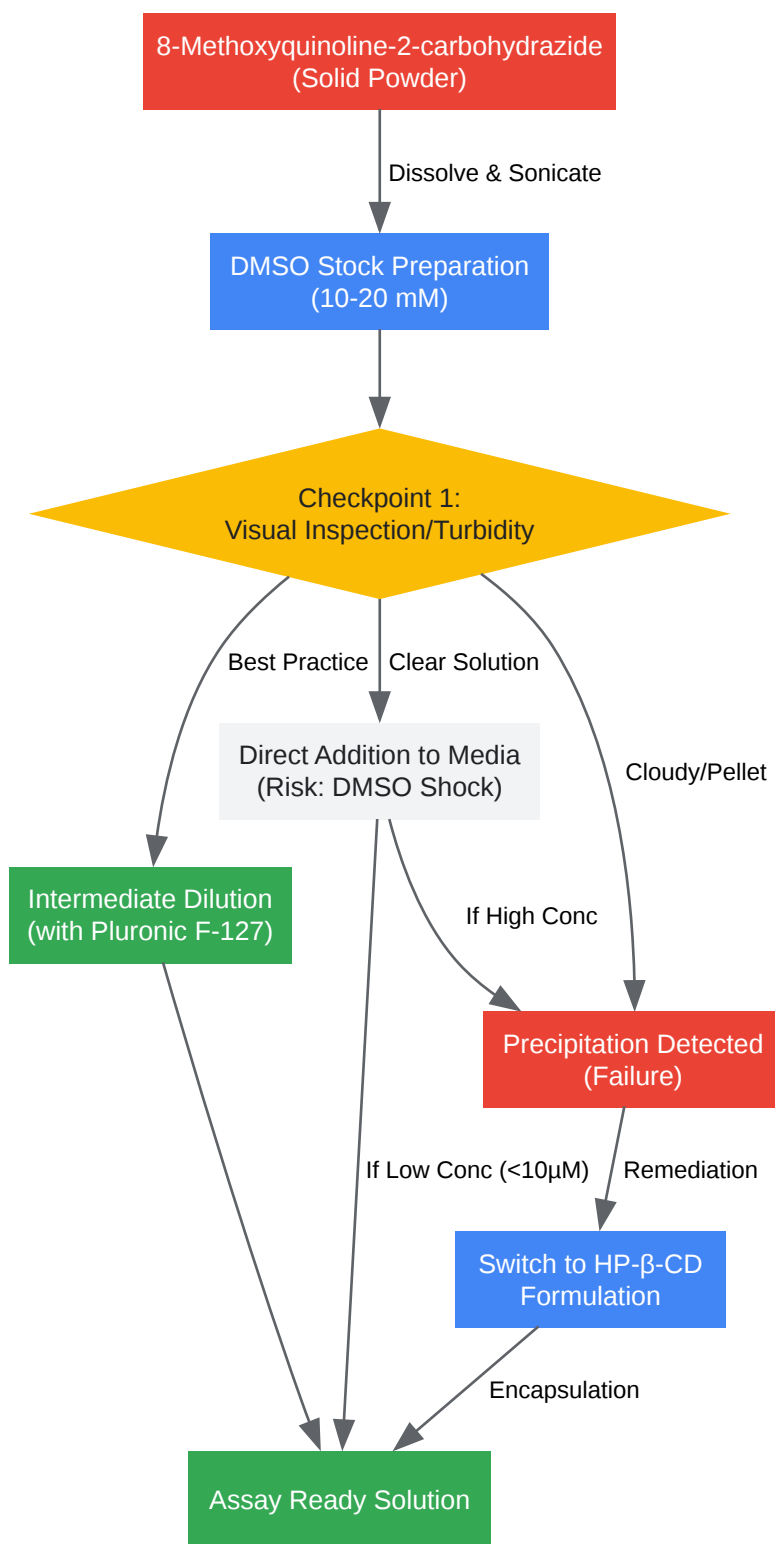 8-Methoxyquinoline-2-carbohydrazide
(Solid Powder)
Dissolve & Sonicate
DMSO Stock Preparation
(10-20 mM)
Checkpoint 1:
Visual Inspection/Turbidity
Best Practice
Clear Solution
Cloudy/Pellet
Direct Addition to Media
(Risk: DMSO Shock)
Intermediate Dilution
(with Pluronic F-127)
If High Conc
Precipitation Detected
(Failure)
If Low Conc (<10µM)
Remediation
Switch to HP-β-CD
Formulation
Encapsulation
Assay Ready Solution